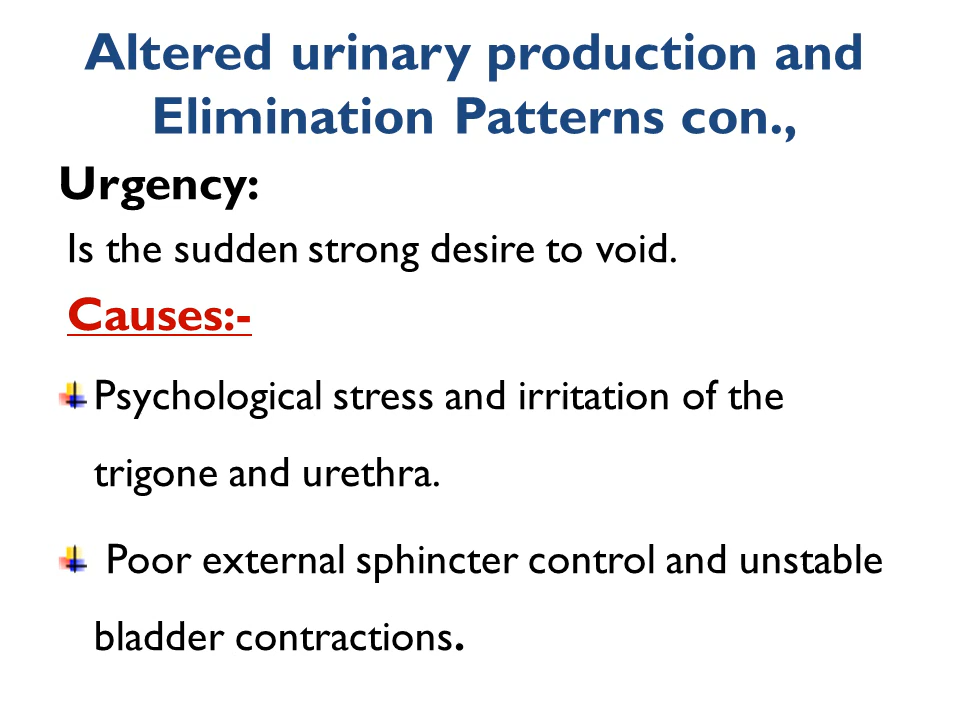 Altered urinary production and
Elimination Patterns con.,
Urgency:
Is the sudden strong desire to void.
Causes:-
Psychological stress and irritation of the
trigone and urethra.
Poor external sphincter control and unstable
bladder contractions.